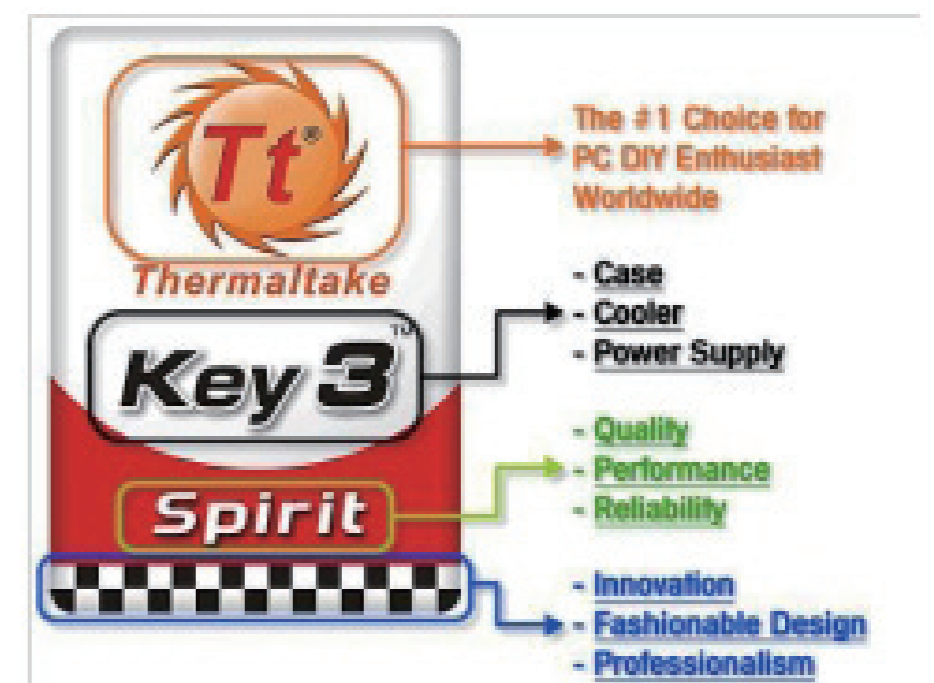 Tt®
Thermaltake
Key 3™
Spirit
The #1 Choice for
PC DIY Enthusiast
Worldwide
- Case
- Cooler
- Power Supply
- Quality
- Performance
- Reliability
- Innovation
- Fashionable Design
- Professionalism